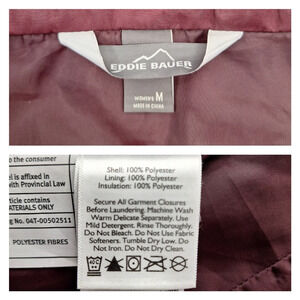 EDDIE BAUER
WOMEN'S M
MADE IN CHINA
to the consumer
el is affixed in
with Provincial Law
rticle contains
MATERIALS ONLY
g No. 04T-00502511
POLYESTER FIBRES
Shell: 100% Polyester
Lining: 100% Polyester
Insulation: 100% Polyester
Secure All Garment Closures
Before Laundering. Machine Wash
Warm Delicate Separately. Use
Mild Detergent. Rinse Thoroughly.
Do Not Bleach. Do Not Use Fabric
Softeners. Tumble Dry Low. Do
Not Iron. Do Not Dry Clean.